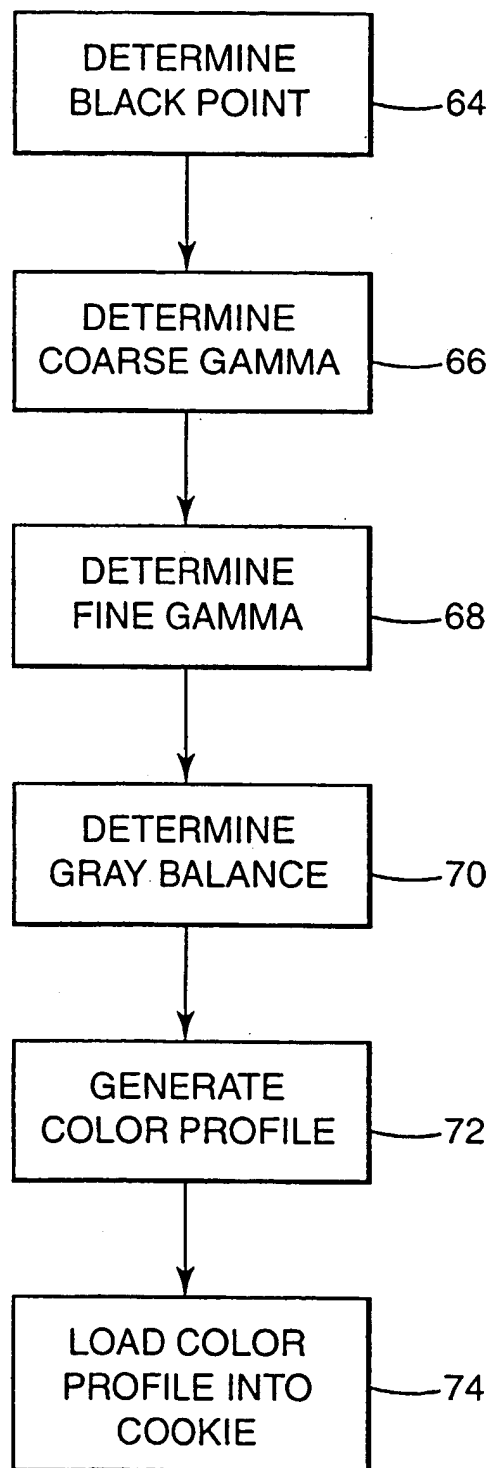 DETERMINE
BLACK POINT
64
DETERMINE
COARSE GAMMA
66
DETERMINE
FINE GAMMA
68
DETERMINE
GRAY BALANCE
70
GENERATE
COLOR PROFILE
72
LOAD COLOR
PROFILE INTO
COOKIE
74